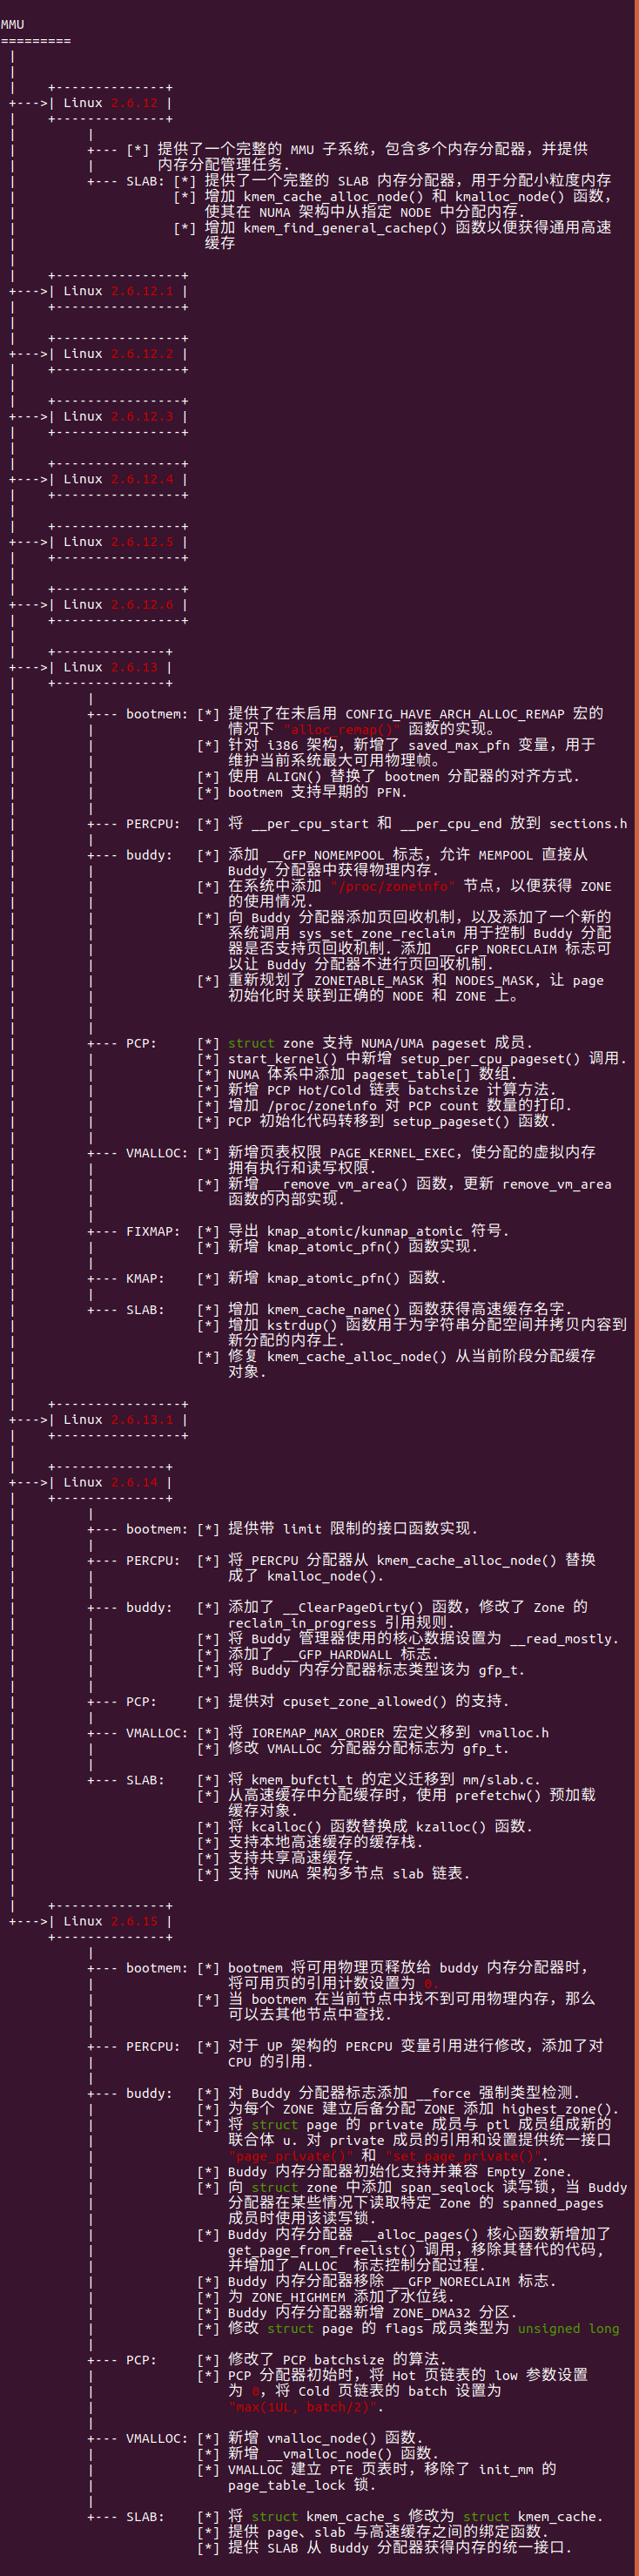 MMU
=========
 |
 |
 |    +--------------+
 +--->| Linux 2.6.12 |
 |    +--------------+
 |         |
 |         +--- [*] 提供了一个完整的 MMU 子系统，包含多个内存分配器，并提供
 |         |        内存分配管理任务.
 |         +--- SLAB: [*] 提供了一个完整的 SLAB 内存分配器，用于分配小粒度内存
 |                    [*] 增加 kmem_cache_alloc_node() 和 kmalloc_node() 函数，
 |                        使其在 NUMA 架构中从指定 NODE 中分配内存.
 |                    [*] 增加 kmem_find_general_cachep() 函数以便获得通用高速
 |                        缓存
 |
 |    +----------------+
 +--->| Linux 2.6.12.1 |
 |    +----------------+
 |
 |    +----------------+
 +--->| Linux 2.6.12.2 |
 |    +----------------+
 |
 |    +----------------+
 +--->| Linux 2.6.12.3 |
 |    +----------------+
 |
 |    +----------------+
 +--->| Linux 2.6.12.4 |
 |    +----------------+
 |
 |    +----------------+
 +--->| Linux 2.6.12.5 |
 |    +----------------+
 |
 |    +----------------+
 +--->| Linux 2.6.12.6 |
 |    +----------------+
 |
 |    +--------------+
 +--->| Linux 2.6.13 |
 |    +--------------+
 |         |
 |         +--- bootmem: [*] 提供了在未启用 CONFIG_HAVE_ARCH_ALLOC_REMAP 宏的
 |         |                 情况下 "alloc_remap()" 函数的实现。
 |         |             [*] 针对 i386 架构，新增了 saved_max_pfn 变量，用于
 |         |                 维护当前系统最大可用物理帧。
 |         |             [*] 使用 ALIGN() 替换了 bootmem 分配器的对齐方式.
 |         |             [*] bootmem 支持早期的 PFN.
 |         |
 |         +--- PERCPU:  [*] 将 __per_cpu_start 和 __per_cpu_end 放到 sections.h
 |         |
 |         +--- buddy:   [*] 添加 __GFP_NOMEMPOOL 标志，允许 MEMPOOL 直接从
 |         |                 Buddy 分配器中获得物理内存.
 |         |             [*] 在系统中添加 "/proc/zoneinfo" 节点，以便获得 ZONE
 |         |                 的使用情况.
 |         |             [*] 向 Buddy 分配器添加页回收机制，以及添加了一个新的
 |         |                 系统调用 sys_set_zone_reclaim 用于控制 Buddy 分配
 |         |                 器是否支持页回收机制. 添加 __GFP_NORECLAIM 标志可
 |         |                 以让 Buddy 分配器不进行页回收机制.
 |         |             [*] 重新规划了 ZONETABLE_MASK 和 NODES_MASK, 让 page
 |         |                 初始化时关联到正确的 NODE 和 ZONE 上。
 |         |
 |         |
 |         +--- PCP:     [*] struct zone 支持 NUMA/UMA pageset 成员.
 |         |             [*] start_kernel() 中新增 setup_per_cpu_pageset() 调用.
 |         |             [*] NUMA 体系中添加 pageset_table[] 数组.
 |         |             [*] 新增 PCP Hot/Cold 链表 batchsize 计算方法.
 |         |             [*] 增加 /proc/zoneinfo 对 PCP count 数量的打印.
 |         |             [*] PCP 初始化代码转移到 setup_pageset() 函数.
 |         |
 |         +--- VMALLOC: [*] 新增页表权限 PAGE_KERNEL_EXEC，使分配的虚拟内存
 |         |                 拥有执行和读写权限.
 |         |             [*] 新增 __remove_vm_area() 函数，更新 remove_vm_area
 |         |                 函数的内部实现.
 |         |
 |         +--- FIXMAP:  [*] 导出 kmap_atomic/kunmap_atomic 符号.
 |         |             [*] 新增 kmap_atomic_pfn() 函数实现.
 |         |
 |         +--- KMAP:    [*] 新增 kmap_atomic_pfn() 函数.
 |         |
 |         +--- SLAB:    [*] 增加 kmem_cache_name() 函数获得高速缓存名字.
 |                       [*] 增加 kstrdup() 函数用于为字符串分配空间并拷贝内容到
 |                           新分配的内存上.
 |                       [*] 修复 kmem_cache_alloc_node() 从当前阶段分配缓存
 |                           对象.
 |
 |    +----------------+
 +--->| Linux 2.6.13.1 |
 |    +----------------+
 |
 |    +--------------+
 +--->| Linux 2.6.14 |
 |    +--------------+
 |         |
 |         +--- bootmem: [*] 提供带 limit 限制的接口函数实现.
 |         |
 |         +--- PERCPU:  [*] 将 PERCPU 分配器从 kmem_cache_alloc_node() 替换
 |         |                 成了 kmalloc_node().
 |         |
 |         +--- buddy:   [*] 添加了 __ClearPageDirty() 函数，修改了 Zone 的
 |         |                 reclaim_in_progress 引用规则.
 |         |             [*] 将 Buddy 管理器使用的核心数据设置为 __read_mostly.
 |         |             [*] 添加了 __GFP_HARDWALL 标志.
 |         |             [*] 将 Buddy 内存分配器标志类型该为 gfp_t.
 |         |
 |         +--- PCP:     [*] 提供对 cpuset_zone_allowed() 的支持.
 |         |
 |         +--- VMALLOC: [*] 将 IOREMAP_MAX_ORDER 宏定义移到 vmalloc.h
 |         |             [*] 修改 VMALLOC 分配器分配标志为 gfp_t.
 |         |
 |         +--- SLAB:    [*] 将 kmem_bufctl_t 的定义迁移到 mm/slab.c.
 |                       [*] 从高速缓存中分配缓存时，使用 prefetchw() 预加载
 |                           缓存对象.
 |                       [*] 将 kcalloc() 函数替换成 kzalloc() 函数.
 |                       [*] 支持本地高速缓存的缓存栈.
 |                       [*] 支持共享高速缓存.
 |                       [*] 支持 NUMA 架构多节点 slab 链表.
 |
 |    +--------------+
 +--->| Linux 2.6.15 |
      +--------------+
           |
           +--- bootmem: [*] bootmem 将可用物理页释放给 buddy 内存分配器时，
           |                 将可用页的引用计数设置为 0.
           |             [*] 当 bootmem 在当前节点中找不到可用物理内存，那么
           |                 可以去其他节点中查找.
           |
           +--- PERCPU:  [*] 对于 UP 架构的 PERCPU 变量引用进行修改，添加了对
           |                 CPU 的引用.
           |
           +--- buddy:   [*] 对 Buddy 分配器标志添加 __force 强制类型检测.
           |             [*] 为每个 ZONE 建立后备分配 ZONE 添加 highest_zone().
           |             [*] 将 struct page 的 private 成员与 ptl 成员组成新的
           |                 联合体 u. 对 private 成员的引用和设置提供统一接口
           |                 "page_private()" 和 "set_page_private()".
           |             [*] Buddy 内存分配器初始化支持并兼容 Empty Zone.
           |             [*] 向 struct zone 中添加 span_seqlock 读写锁，当 Buddy
           |                 分配器在某些情况下读取特定 Zone 的 spanned_pages
           |                 成员时使用该读写锁.
           |             [*] Buddy 内存分配器 __alloc_pages() 核心函数新增加了
           |                 get_page_from_freelist() 调用，移除其替代的代码，
           |                 并增加了 ALLOC_ 标志控制分配过程.
           |             [*] Buddy 内存分配器移除 __GFP_NORECLAIM 标志.
           |             [*] 为 ZONE_HIGHMEM 添加了水位线.
           |             [*] Buddy 内存分配器新增 ZONE_DMA32 分区.
           |             [*] 修改 struct page 的 flags 成员类型为 unsigned long
           |
           +--- PCP:     [*] 修改了 PCP batchsize 的算法.
           |             [*] PCP 分配器初始时，将 Hot 页链表的 low 参数设置
           |                 为 0，将 Cold 页链表的 batch 设置为
           |                 "max(1UL, batch/2)".
           |
           +--- VMALLOC: [*] 新增 vmalloc_node() 函数.
           |             [*] 新增 __vmalloc_node() 函数.
           |             [*] VMALLOC 建立 PTE 页表时，移除了 init_mm 的
           |                 page_table_lock 锁.
           |
           +--- SLAB:    [*] 将 struct kmem_cache_s 修改为 struct kmem_cache.
                         [*] 提供 page、slab 与高速缓存之间的绑定函数.
                         [*] 提供 SLAB 从 Buddy 分配器获得内存的统一接口.